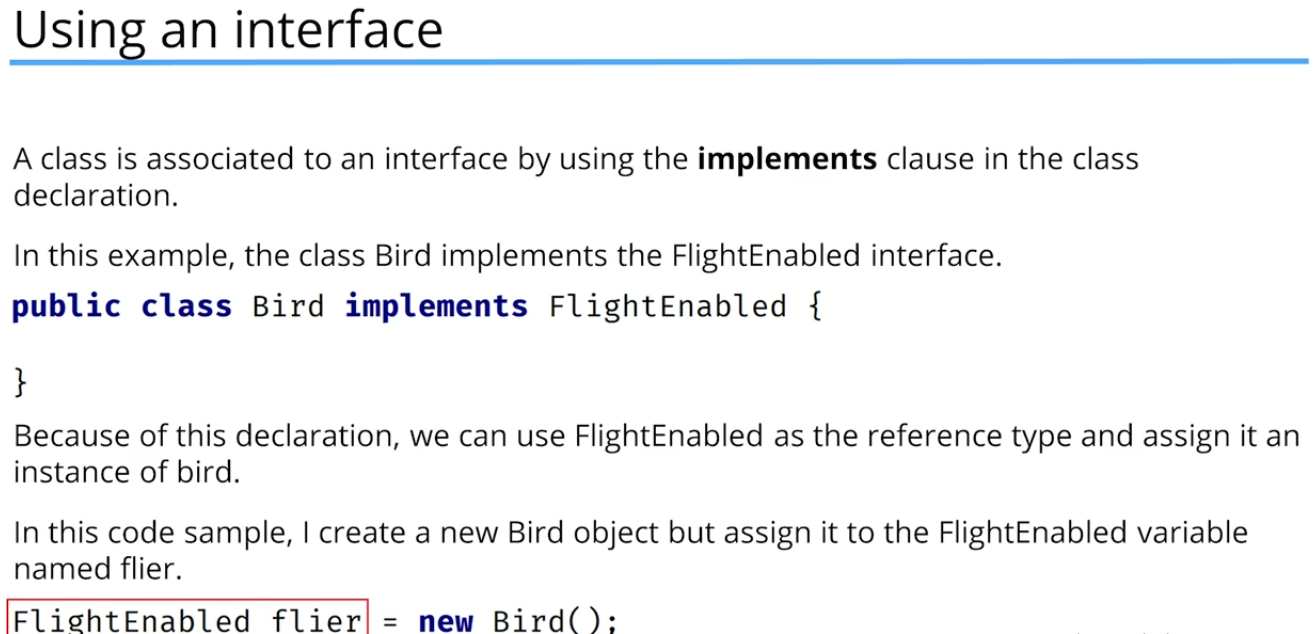 Using an interface
A class is associated to an interface by using the implements clause in the class
declaration.
In this example, the class Bird implements the FlightEnabled interface.
public class Bird implements FlightEnabled {
}
Because of this declaration, we can use FlightEnabled as the reference type and assign it an
instance of bird.
In this code sample, I create a new Bird object but assign it to the FlightEnabled variable
named flier.
FlightEnabled flier = new Bird();